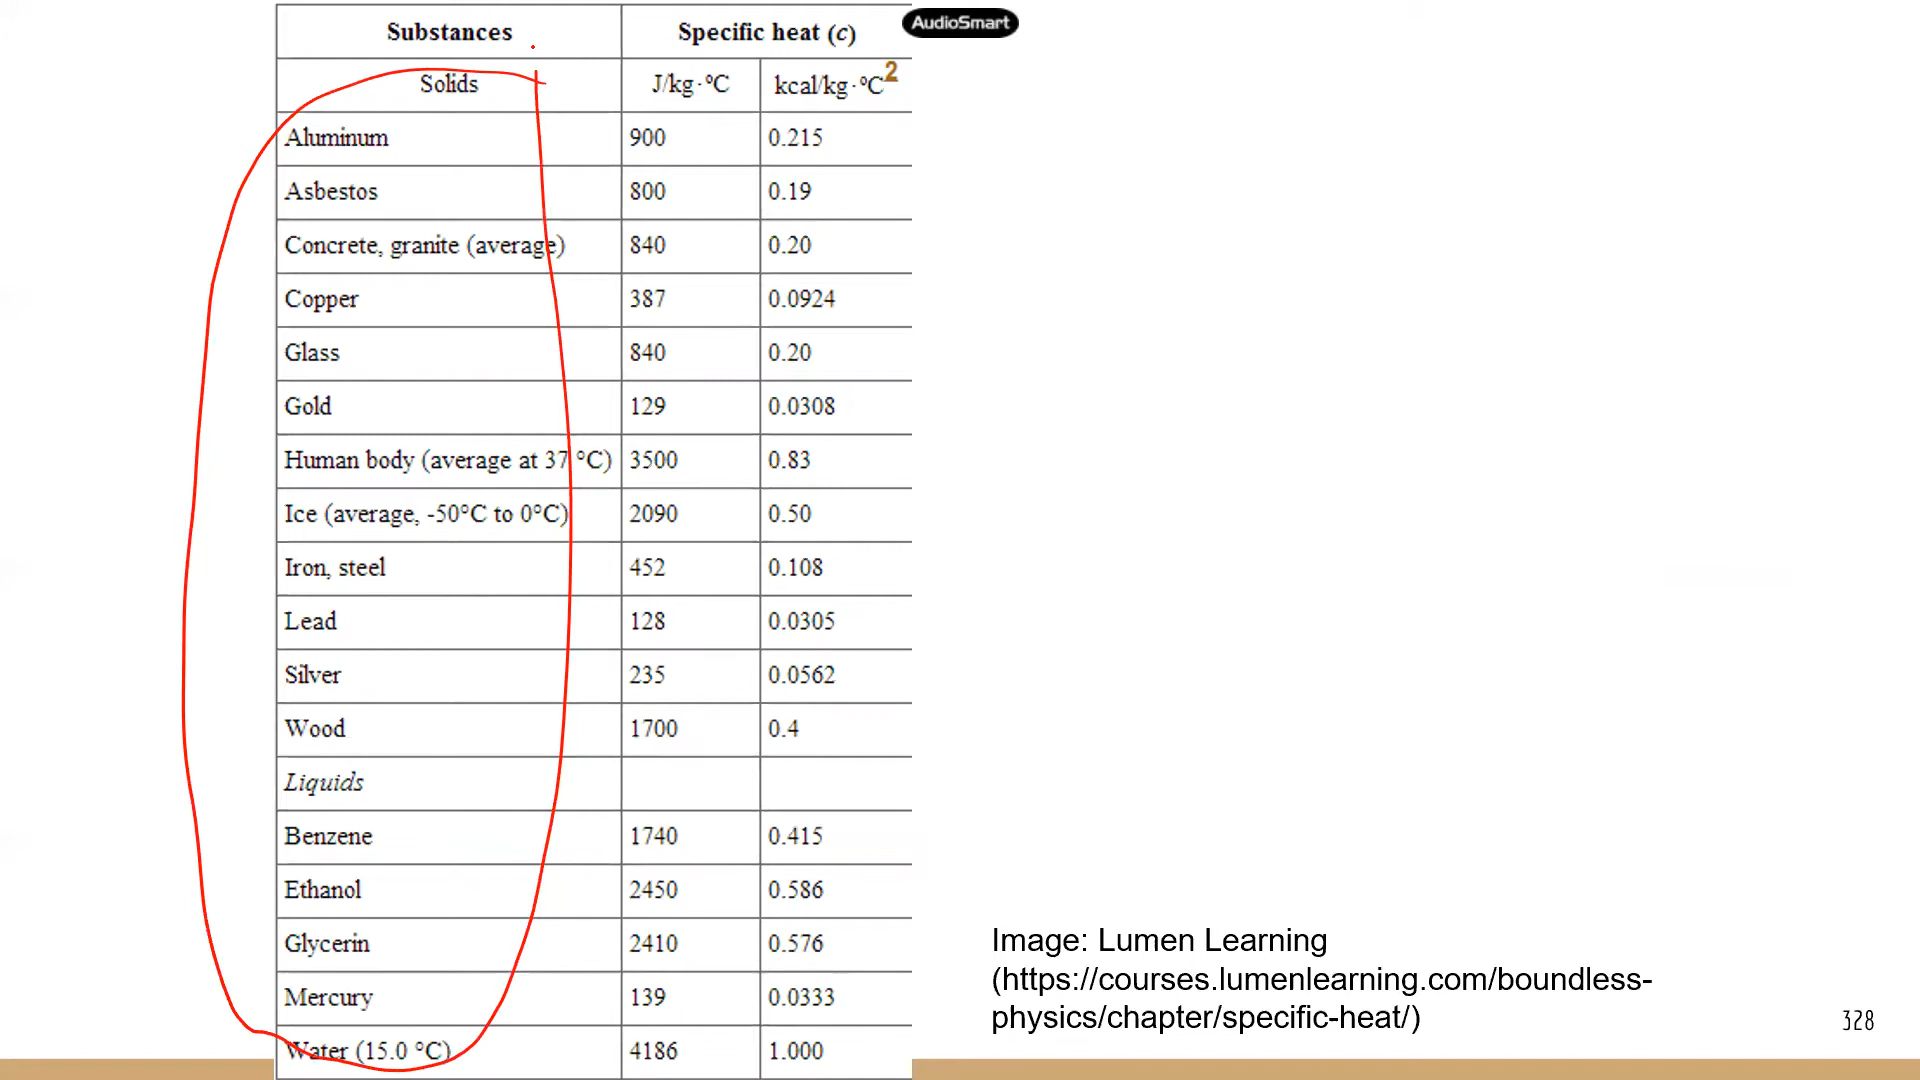 AudioSmart
Substances Specific heat (c)
Solids J/kg·ºC kcal/kg·ºC2
Aluminum 900 0.215
Asbestos 800 0.19
Concrete, granite (average) 840 0.20
Copper 387 0.0924
Glass 840 0.20
Gold 129 0.0308
Human body (average at 37 °C) 3500 0.83
Ice (average, -50°C to 0°C) 2090 0.50
Iron, steel 452 0.108
Lead 128 0.0305
Silver 235 0.0562
Wood 1700 0.4
Liquids
Benzene 1740 0.415
Ethanol 2450 0.586
Glycerin 2410 0.576
Mercury 139 0.0333
Water (15.0 °C) 4186 1.000
Image: Lumen Learning
(https://courses.lumenlearning.com/boundless-
physics/chapter/specific-heat/)
328